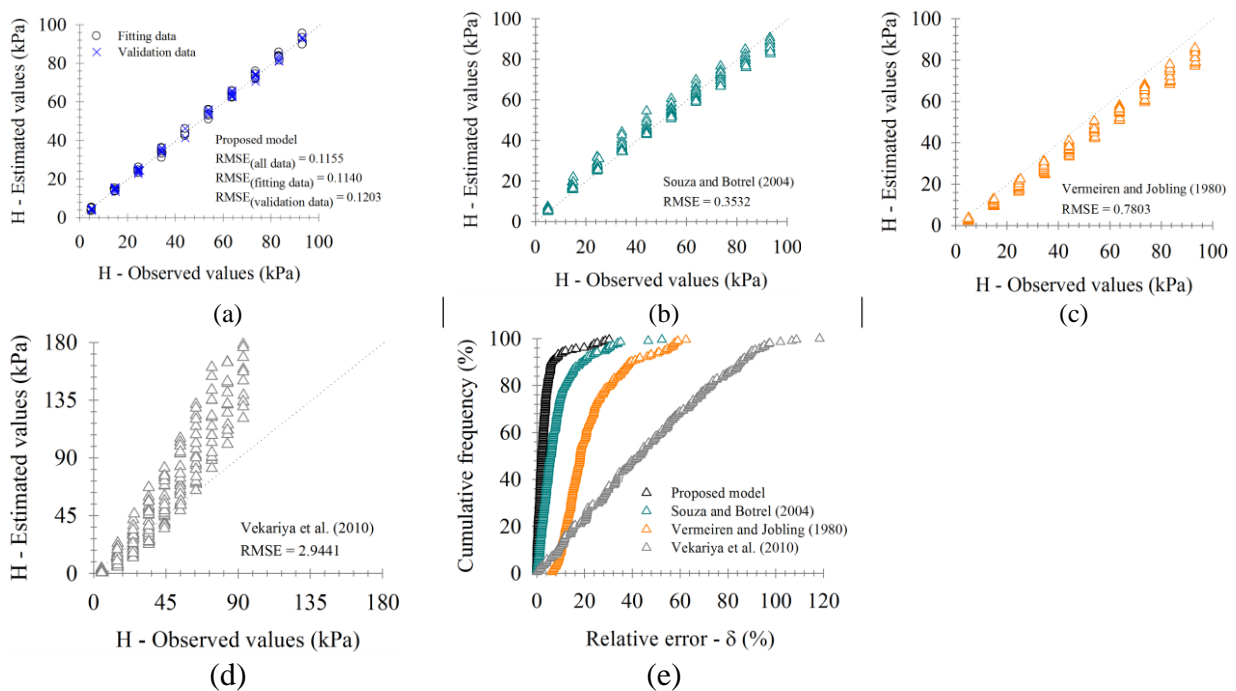 100
80
60
40
20
0
H - Estimated values (kPa)
Fitting data
Validation data
Proposed model
RMSE(all data) = 0.1155
RMSE(fitting data) = 0.1140
RMSE(validation data) = 0.1203
0 20 40 60 80 100
H - Observed values (kPa)
(a)
100
80
60
40
20
0
H - Estimated values (kPa)
Souza and Botrel (2004)
RMSE = 0.3532
0 20 40 60 80 100
H - Observed values (kPa)
(b)
100
80
60
40
20
0
H - Estimated values (kPa)
Vermeiren and Jobling (1980)
RMSE = 0.7803
0 20 40 60 80 100
H - Observed values (kPa)
(c)
180
135
90
45
0
H - Estimated values (kPa)
Vekariya et al. (2010)
RMSE = 2.9441
0 45 90 135 180
H - Observed values (kPa)
(d)
100
80
60
40
20
0
Cumulative frequency (%)
Proposed model
Souza and Botrel (2004)
Vermeiren and Jobling (1980)
Vekariya et al. (2010)
0 20 40 60 80 100 120
Relative error - δ (%)
(e)